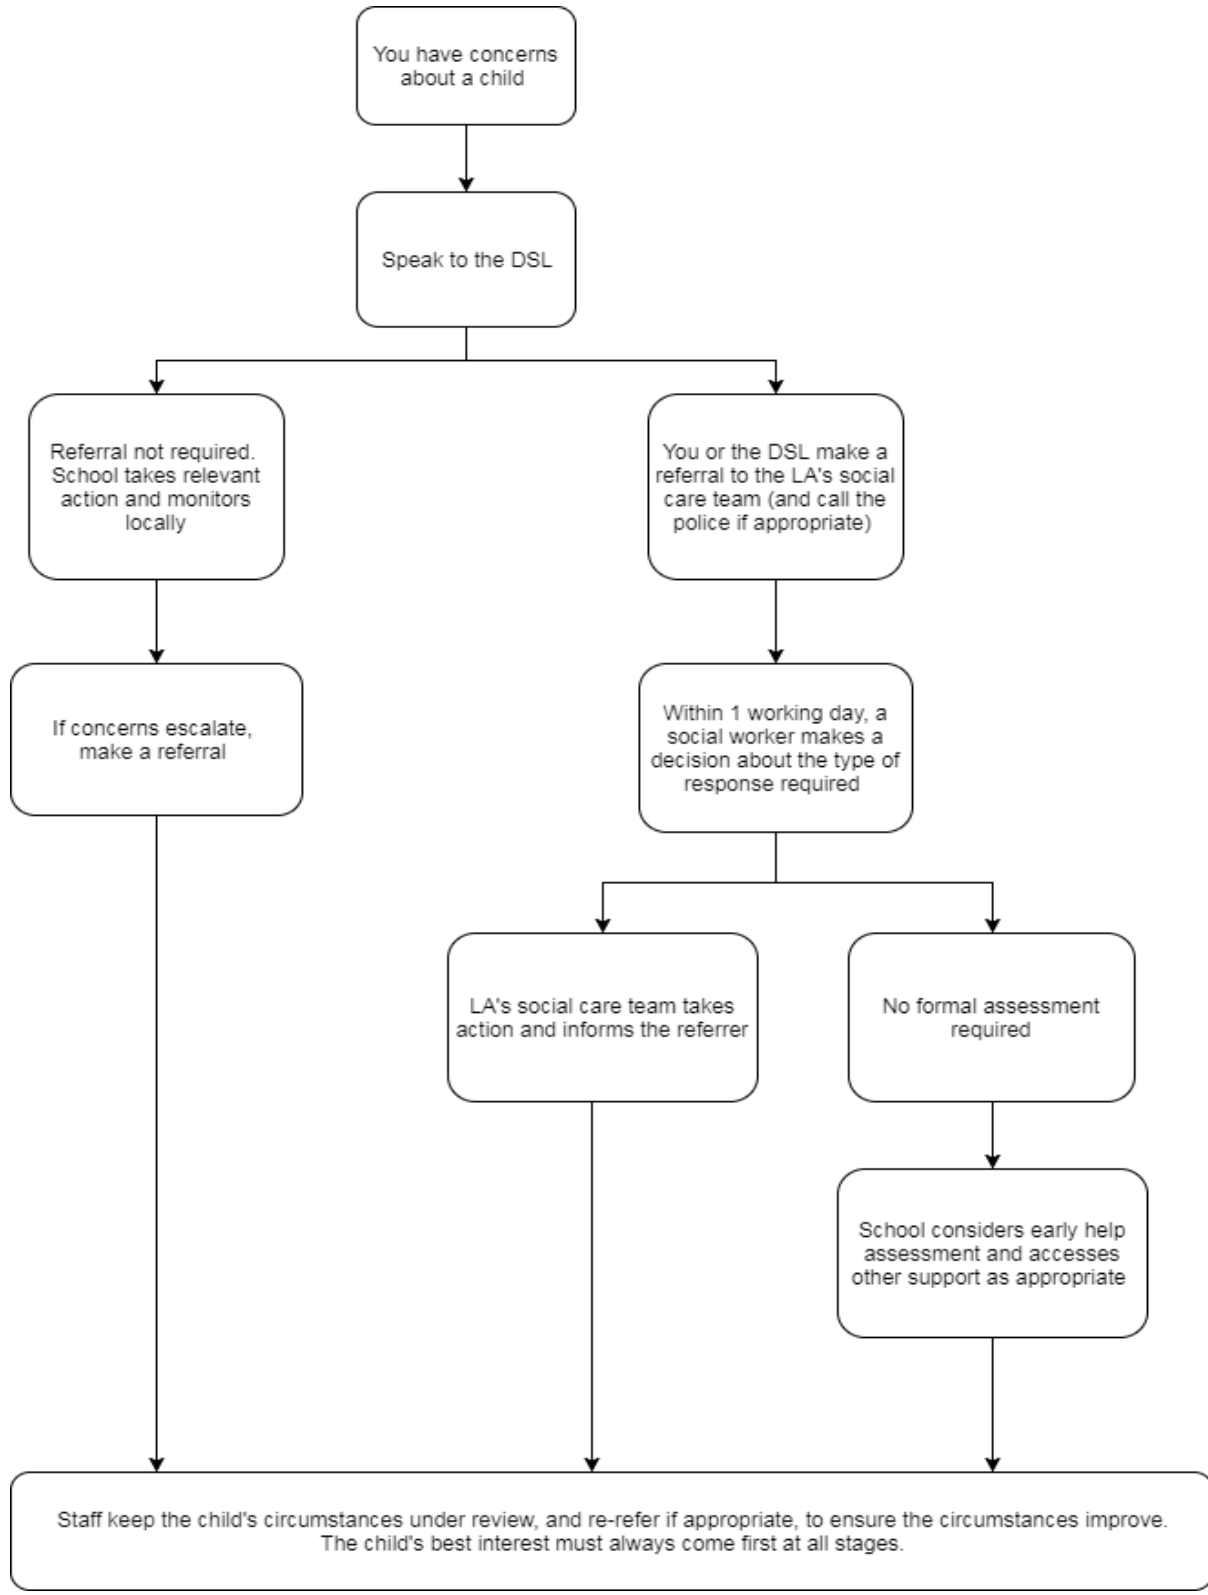 You have concerns
about a child
Speak to the DSL
Referral not required.
School takes relevant
action and monitors
locally
You or the DSL make a
referral to the LA's social
care team (and call the
police if appropriate)
If concerns escalate,
make a referral
Within 1 working day, a
social worker makes a
decision about the type of
response required
LA's social care team takes
action and informs the referrer
No formal assessment
required
School considers early help
assessment and accesses
other support as appropriate
Staff keep the child's circumstances under review, and re-refer if appropriate, to ensure the circumstances improve.
The child's best interest must always come first at all stages.